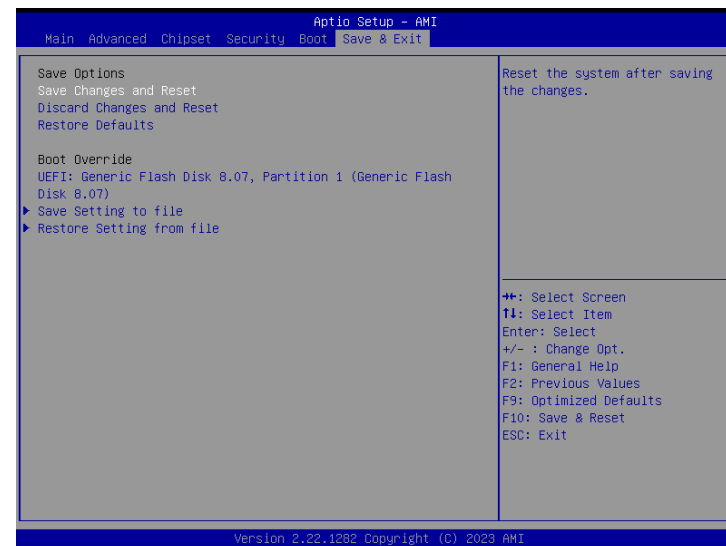 Aptio Setup - AMI
Main Advanced Chipset Security Boot Save & Exit
Save Options
Save Changes and Reset
Discard Changes and Reset
Restore Defaults
Boot Override
UEFI: Generic Flash Disk 8.07, Partition 1 (Generic Flash
Disk 8.07)
Save Setting to file
Restore Setting from file
Reset the system after saving
the changes.
→←: Select Screen
↑↓: Select Item
Enter: Select
+/- : Change Opt.
F1: General Help
F2: Previous Values
F9: Optimized Defaults
F10: Save & Reset
ESC: Exit
Version 2.22.1282 Copyright (C) 2023 AMI